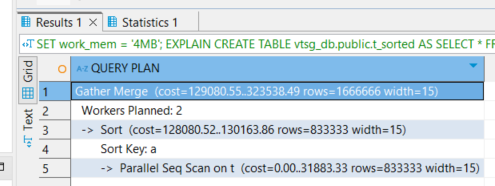 Results 1
Statistics 1
SET work_mem = '4MB'; EXPLAIN CREATE TABLE vtsg_db.public.t_sorted AS SELECT * FR
Grid
Text
A-Z QUERY PLAN
1 Gather Merge (cost=129080.55..323538.49 rows=1666666 width=15)
2 Workers Planned: 2
3 -> Sort (cost=128080.52..130163.86 rows=833333 width=15)
4 Sort Key: a
5 -> Parallel Seq Scan on t (cost=0.00..31883.33 rows=833333 width=15)